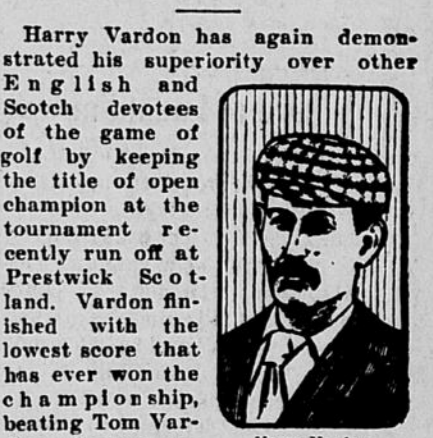 Harry Vardon has again demon-
strated his superiority over other
English and
Scotch devotees
of the game of
golf by keeping
the title of open
champion at the
tournament re-
cently run off at
Prestwick Scot-
land. Vardon fin-
ished with the
lowest score that
has ever won the
championship,
beating Tom Var-